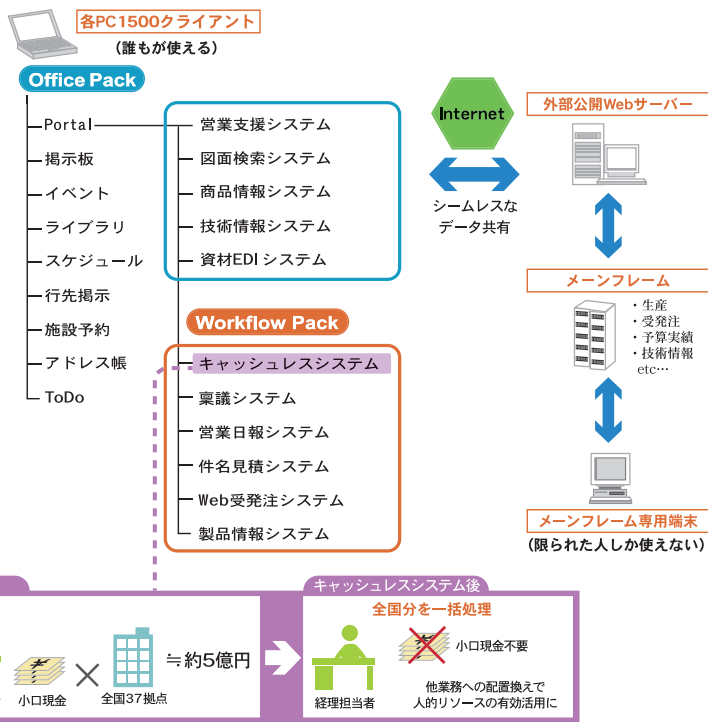 各PC1500クライアント
(誰もが使える)
Office Pack
Portal
掲示板
イベント
ライブラリ
スケジュール
行先掲示
施設予約
アドレス帳
ToDo
営業支援システム
図面検索システム
商品情報システム
技術情報システム
資材EDIシステム
Workflow Pack
キャッシュレスシステム
稟議システム
営業日報システム
件名見積システム
Web受発注システム
製品情報システム
Internet
シームレスな
データ共有
外部公開Webサーバー
メーンフレーム
・生産
・受発注
・予算実績
・技術情報
etc…
メーンフレーム専用端末
(限られた人しか使えない)
¥
小口現金
×
全国37拠点
≒約5億円
キャッシュレスシステム後
全国分を一括処理
経理担当者
¥
小口現金不要
他業務への配置換えで
人的リソースの有効活用に